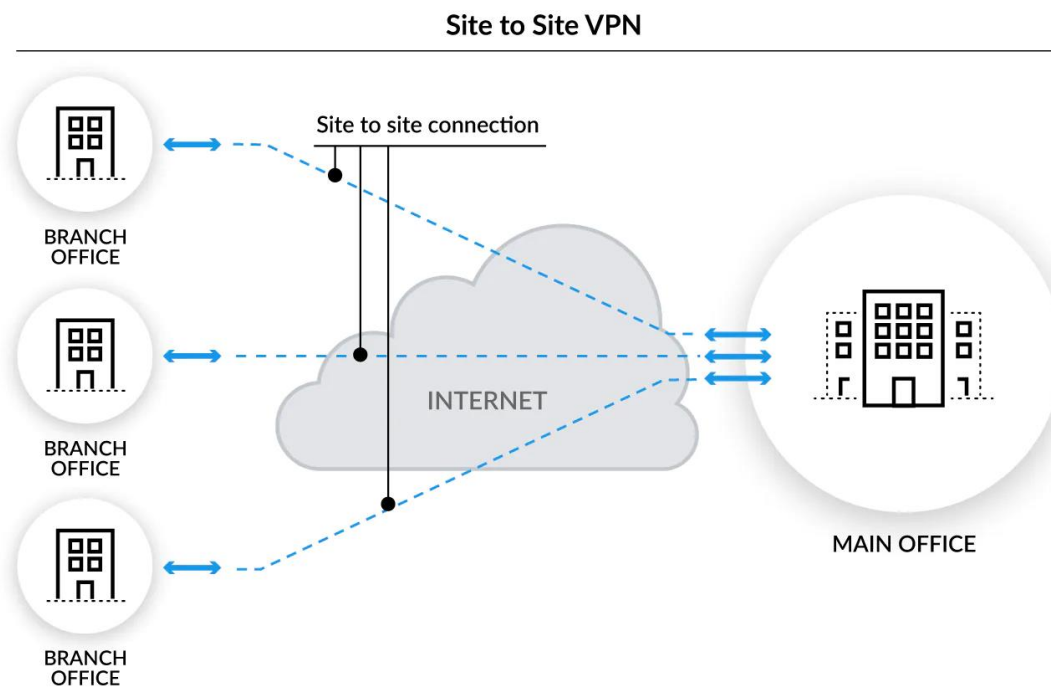 Site to Site VPN
Site to site connection
BRANCH
OFFICE
BRANCH
OFFICE
INTERNET
BRANCH
OFFICE
MAIN OFFICE